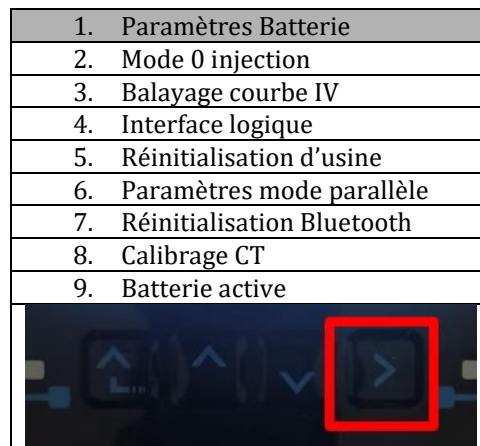 1. Paramètres Batterie
2. Mode 0 injection
3. Balayage courbe IV
4. Interface logique
5. Réinitialisation d’usine
6. Paramètres mode parallèle
7. Réinitialisation Bluetooth
8. Calibrage CT
9. Batterie active